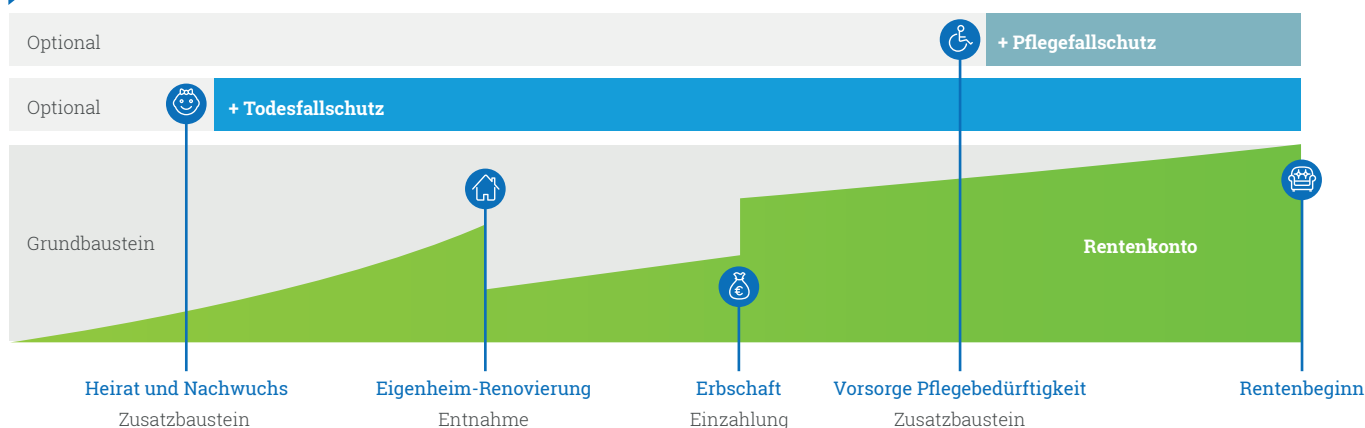 Optional
+ Pflegefallschutz
Optional
+ Todesfallschutz
Grundbaustein
€
Rentenkonto
Heirat und Nachwuchs
Zusatzbaustein
Eigenheim-Renovierung
Entnahme
Erbschaft
Einzahlung
Vorsorge Pflegebedürftigkeit
Zusatzbaustein
Rentenbeginn